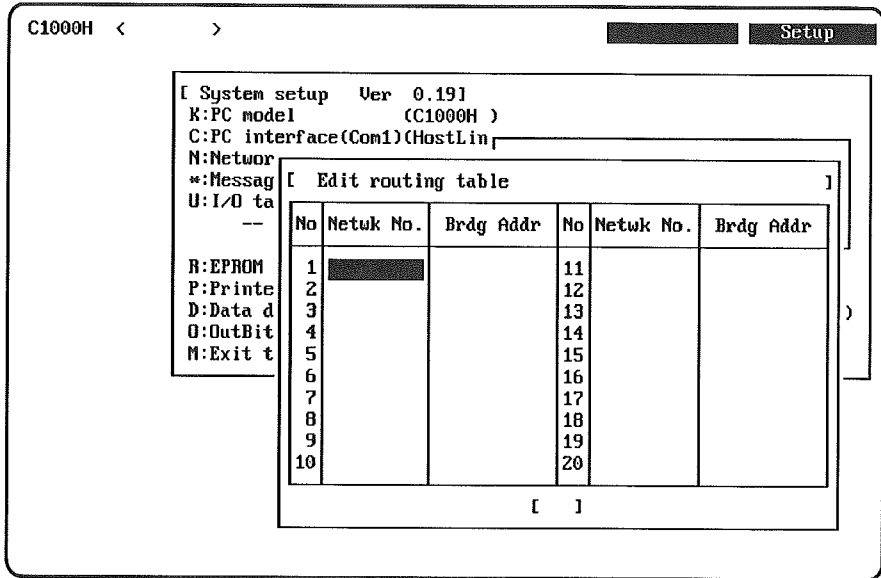 C1000H < > Setup
[ System setup Ver 0.19]
K:PC model (C1000H )
C:PC interface(Com1)(HostLin
N:Networ
*:Messag
U:I/O ta
--
R:EPROM
P:Printe
D:Data d )
O:OutBit
M:Exit t
[ Edit routing table ]
No Netwk No. Brdg Addr No Netwk No. Brdg Addr
1 11
2 12
3 13
4 14
5 15
6 16
7 17
8 18
9 19
10 20
[ ]